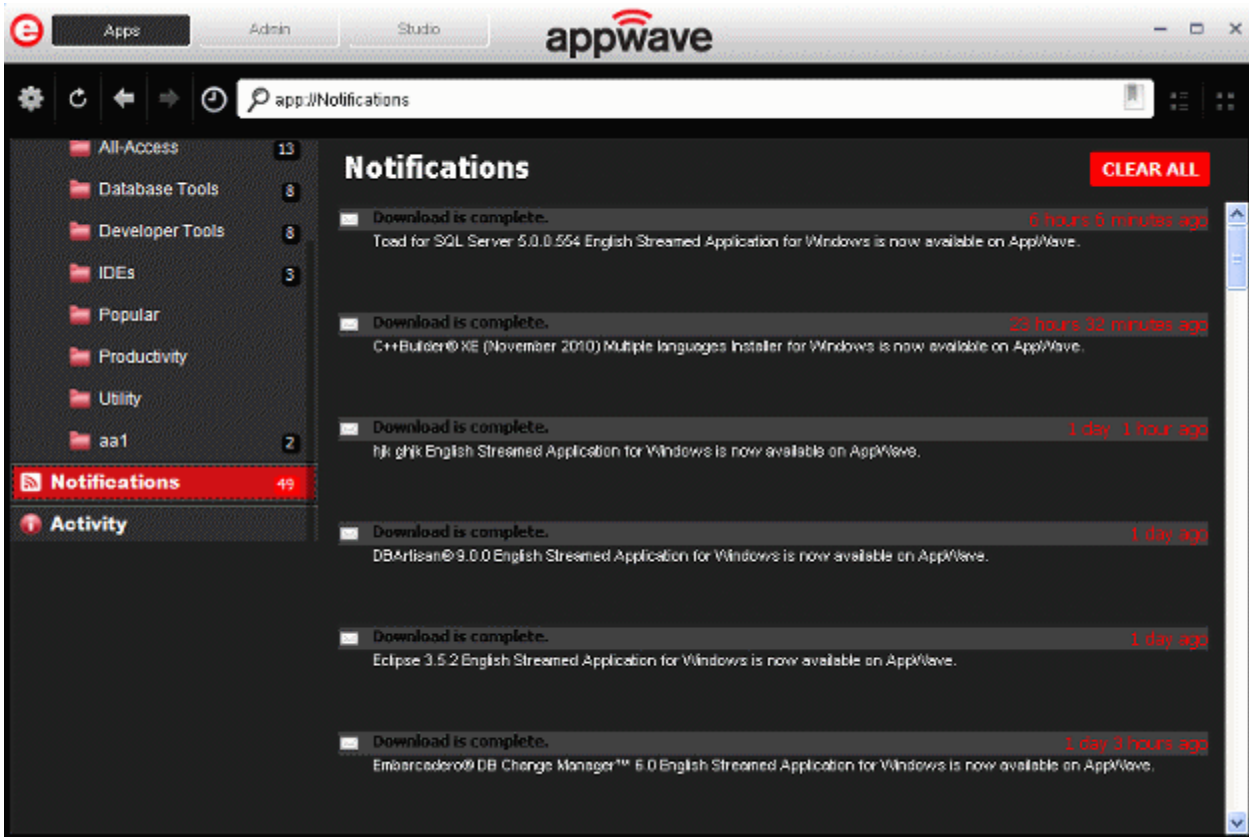 e Apps Admin Studio appwave
app://Notifications
All-Access 13
Database Tools 8
Developer Tools 8
IDEs 3
Popular
Productivity
Utility
aa1 2
Notifications 49
Activity
Notifications CLEAR ALL
Download is complete. 6 hours 6 minutes ago
Toad for SQL Server 5.0.0.554 English Streamed Application for Windows is now available on AppWave.
Download is complete. 23 hours 32 minutes ago
C++Builder® XE (November 2010) Multiple languages Installer for Windows is now available on AppWave.
Download is complete. 1 day 1 hour ago
hjk ghjk English Streamed Application for Windows is now available on AppWave.
Download is complete. 1 day ago
DBArtisan® 9.0.0 English Streamed Application for Windows is now available on AppWave.
Download is complete. 1 day ago
Eclipse 3.5.2 English Streamed Application for Windows is now available on AppWave.
Download is complete. 1 day 3 hours ago
Embarcadero® DB Change Manager™ 6.0 English Streamed Application for Windows is now available on AppWave.